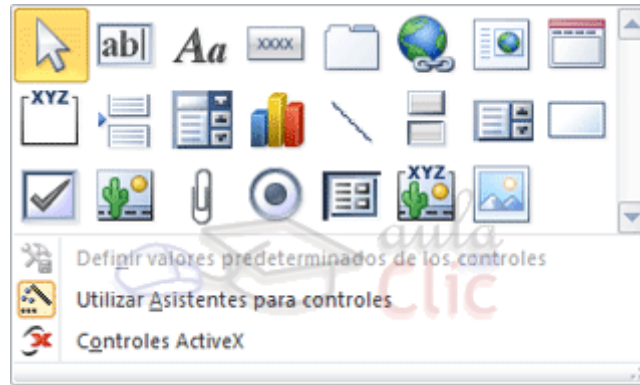 ab|
Aa
XXXX
XYZ
XYZ
Definir valores predeterminados de los controles
Utilizar Asistentes para controles
Controles ActiveX
aula
Clic